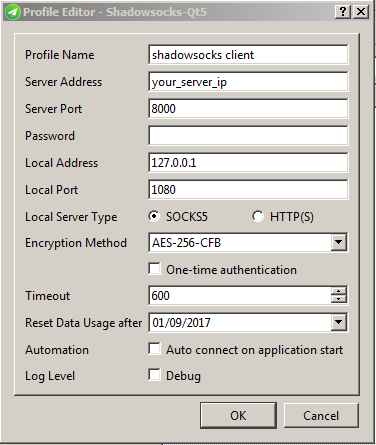 Profile Editor - Shadowsocks-Qt5
Profile Name shadowsocks client
Server Address your_server_ip
Server Port 8000
Password
Local Address 127.0.0.1
Local Port 1080
Local Server Type SOCKS5 HTTP(S)
Encryption Method AES-256-CFB
One-time authentication
Timeout 600
Reset Data Usage after 01/09/2017
Automation Auto connect on application start
Log Level Debug
OK Cancel